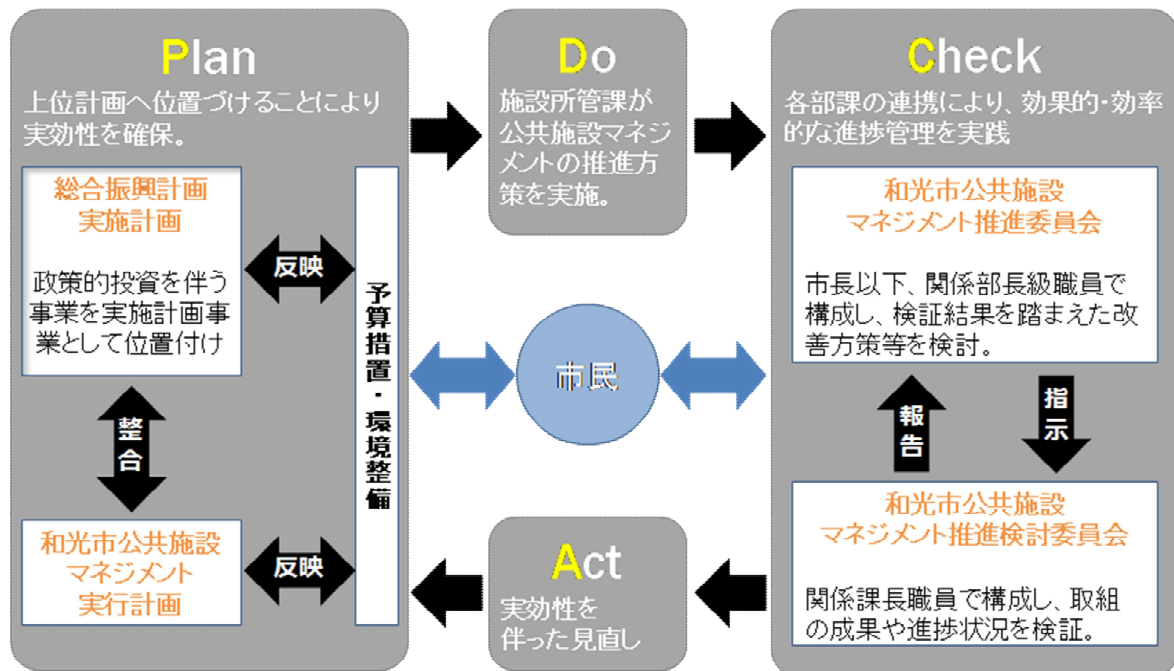 Plan
上位計画へ位置づけることにより
実効性を確保。
総合振興計画
実施計画
政策的投資を伴う
事業を実施計画事
業として位置付け
整合
和光市公共施設
マネジメント
実行計画
反映
反映
予算措置・環境整備
Do
施設所管課が
公共施設マネジ
メントの推進方
策を実施。
市民
Act
実効性を
伴った見直し
Check
各部課の連携により、効果的・効率
的な進捗管理を実践
和光市公共施設
マネジメント推進委員会
市長以下、関係部長級職員で
構成し、検証結果を踏まえた改
善方策等を検討。
報告
指示
和光市公共施設
マネジメント推進検討委員会
関係課長職員で構成し、取組
の成果や進捗状況を検証。